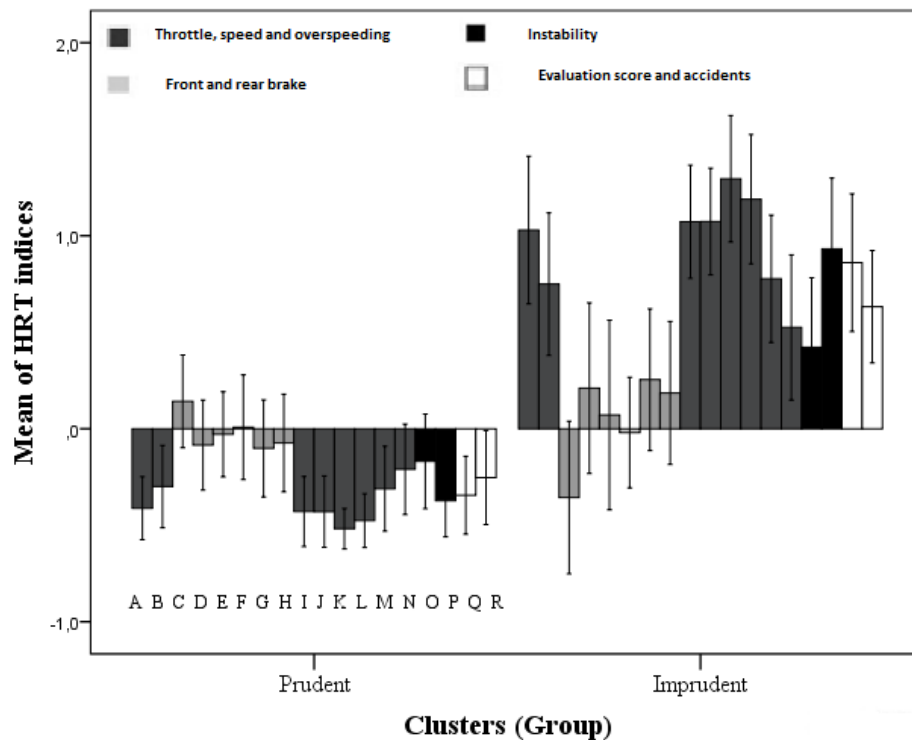 2,0
Throttle, speed and overspeeding
Instability
Front and rear brake
Evaluation score and accidents
1,0
,0
-1,0
Mean of HRT indices
A B C D E F G H I J K L M N O P Q R
Prudent
Imprudent
Clusters (Group)